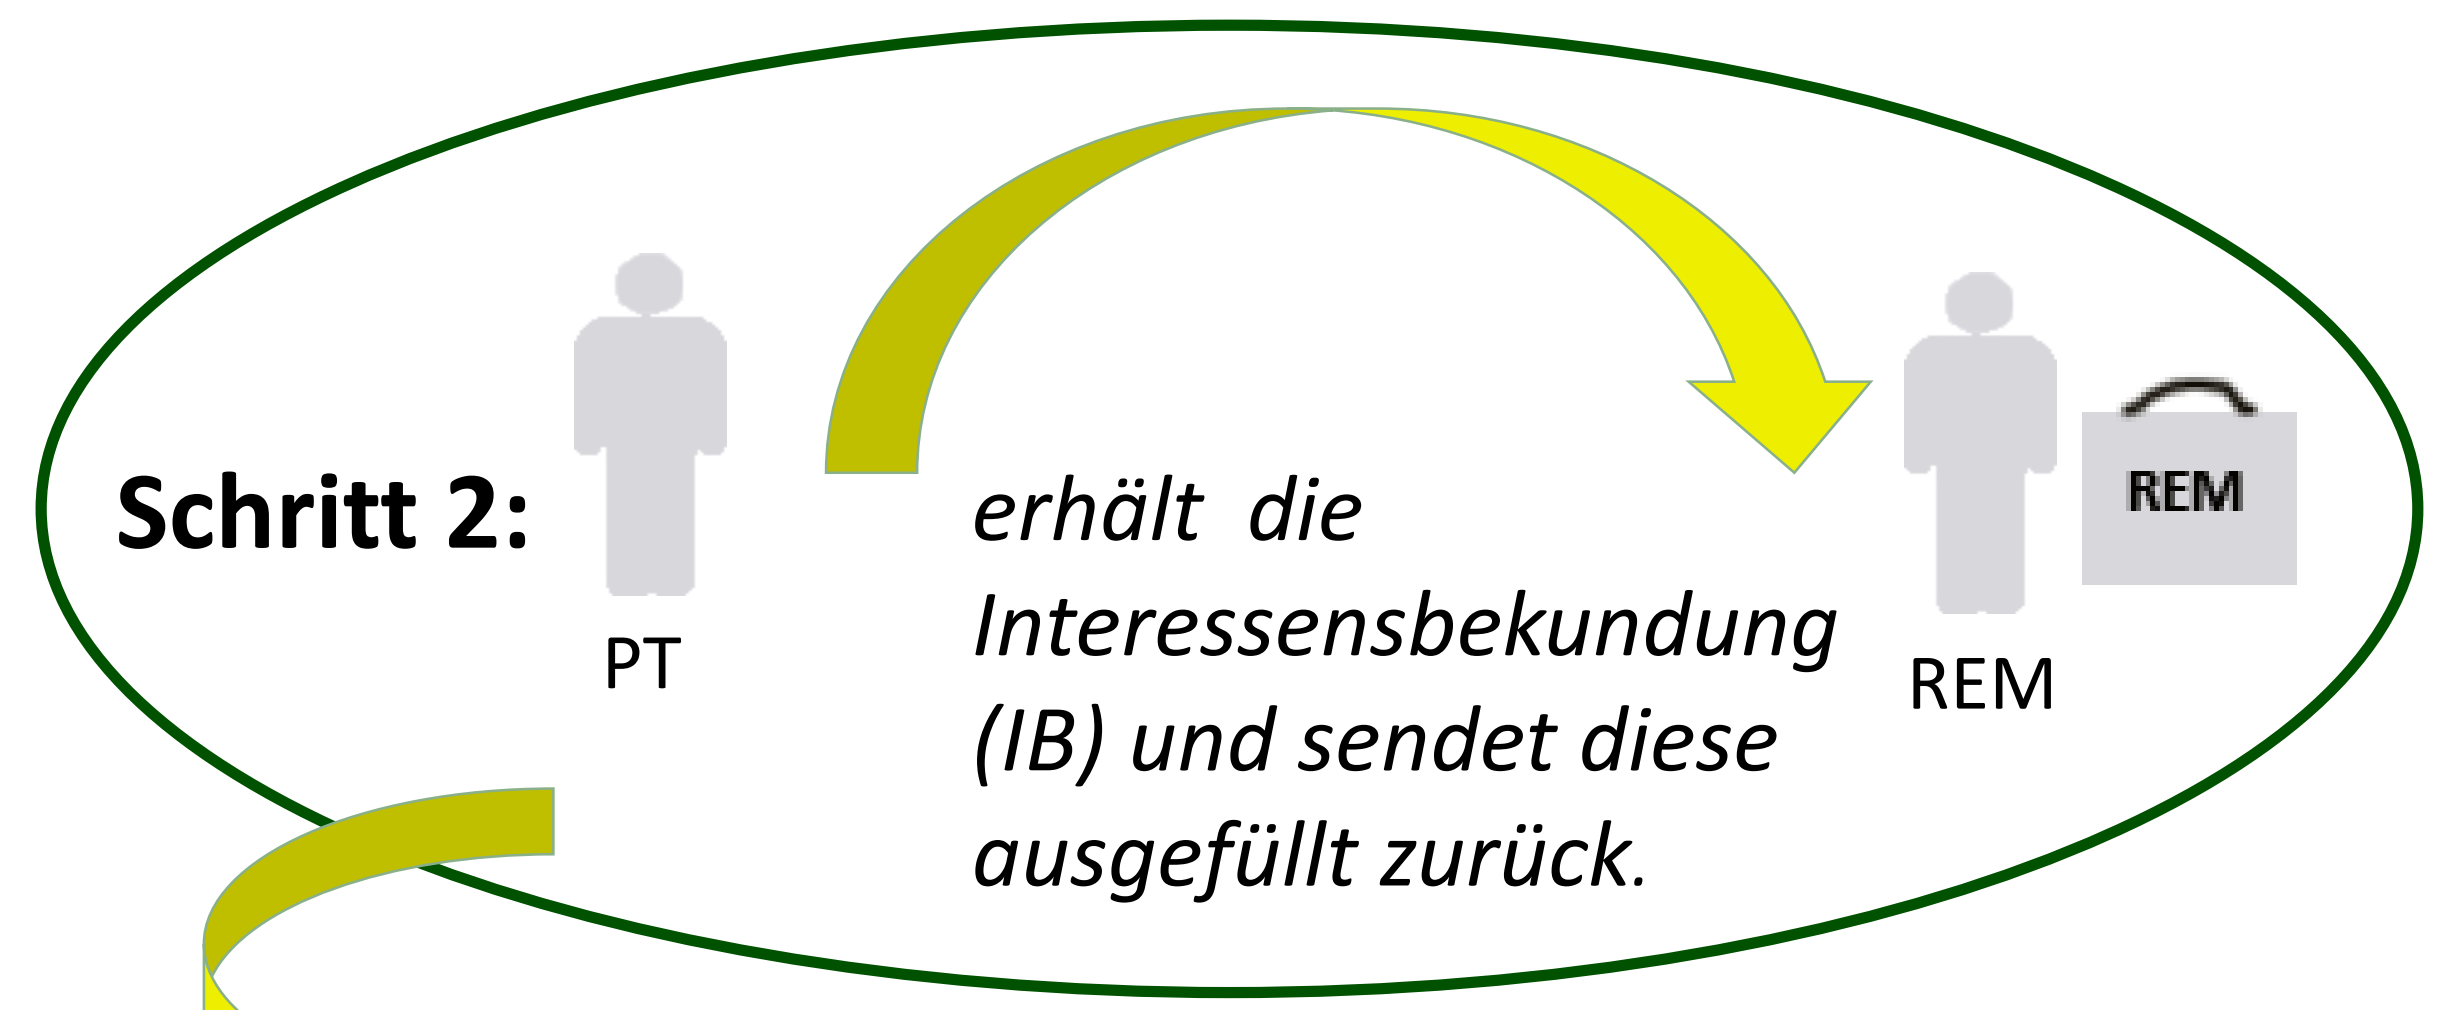 Schritt 2:
PT
erhält die
Interessensbekundung
(IB) und sendet diese
ausgefüllt zurück.
REM
REM